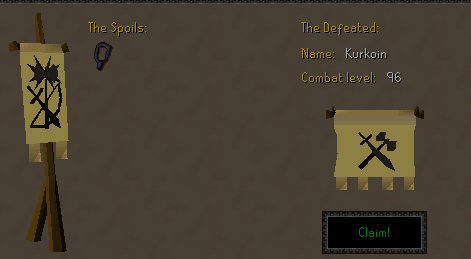 The Spoils:
The Defeated:
Name: Kurkoin
Combat level: 96
Claim!